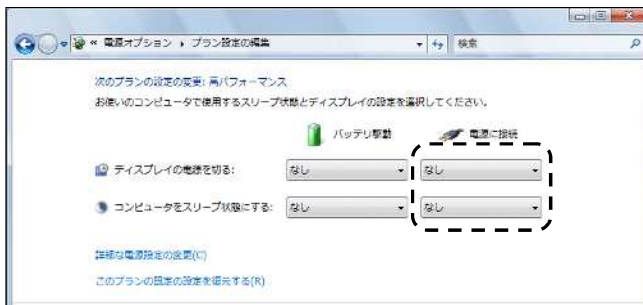 « 電源オプション ▸ プラン設定の編集
検索
次のプランの設定の変更: 高パフォーマンス
お使いのコンピュータで使用するスリープ状態とディスプレイの設定を選択してください。
バッテリ駆動 電源に接続
ディスプレイの電源を切る: なし なし
コンピュータをスリープ状態にする: なし なし
詳細な電源設定の変更(C)
このプランの既定の設定を復元する(R)